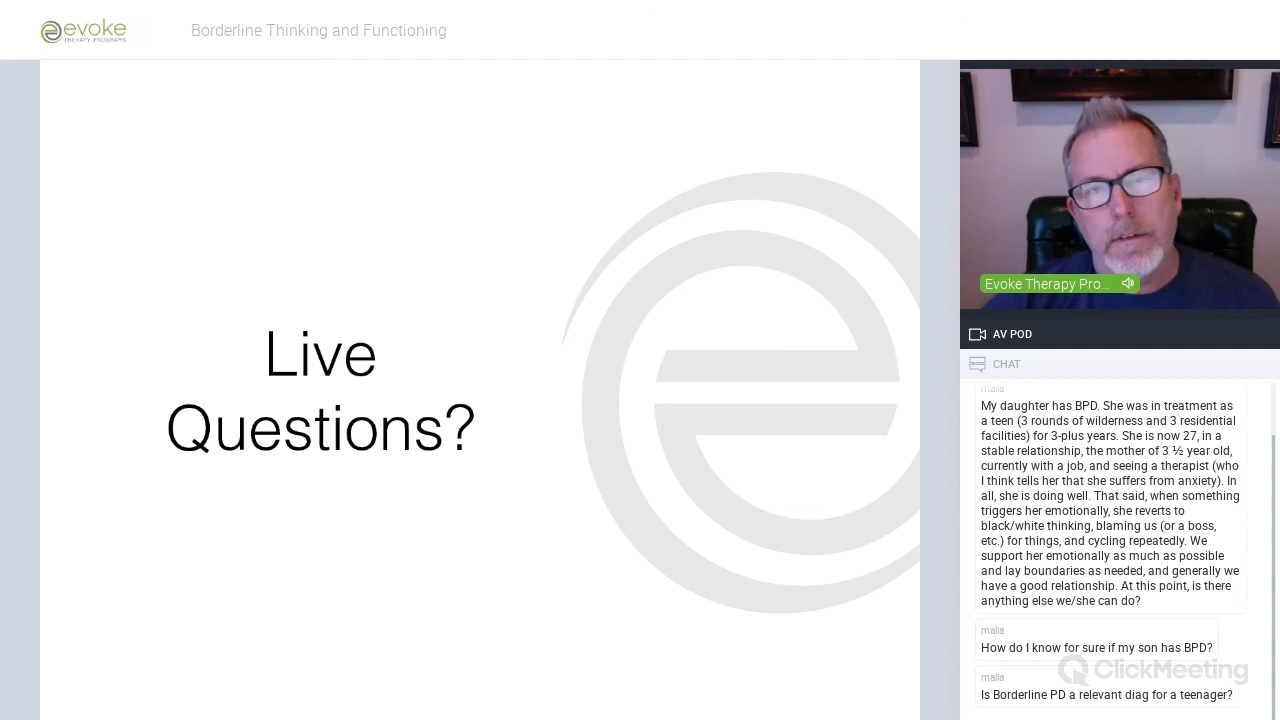 evoke
THERAPY PROGRAMS
Borderline Thinking and Functioning
Live
Questions?
Evoke Therapy Pro...
AV POD
CHAT
malia
My daughter has BPD. She was in treatment as
a teen (3 rounds of wilderness and 3 residential
facilities) for 3-plus years. She is now 27, in a
stable relationship, the mother of 3 ½ year old,
currently with a job, and seeing a therapist (who
I think tells her that she suffers from anxiety). In
all, she is doing well. That said, when something
triggers her emotionally, she reverts to
black/white thinking, blaming us (or a boss,
etc.) for things, and cycling repeatedly. We
support her emotionally as much as possible
and lay boundaries as needed, and generally we
have a good relationship. At this point, is there
anything else we/she can do?
malia
How do I know for sure if my son has BPD?
malia
Is Borderline PD a relevant diag for a teenager?
ClickMeeting